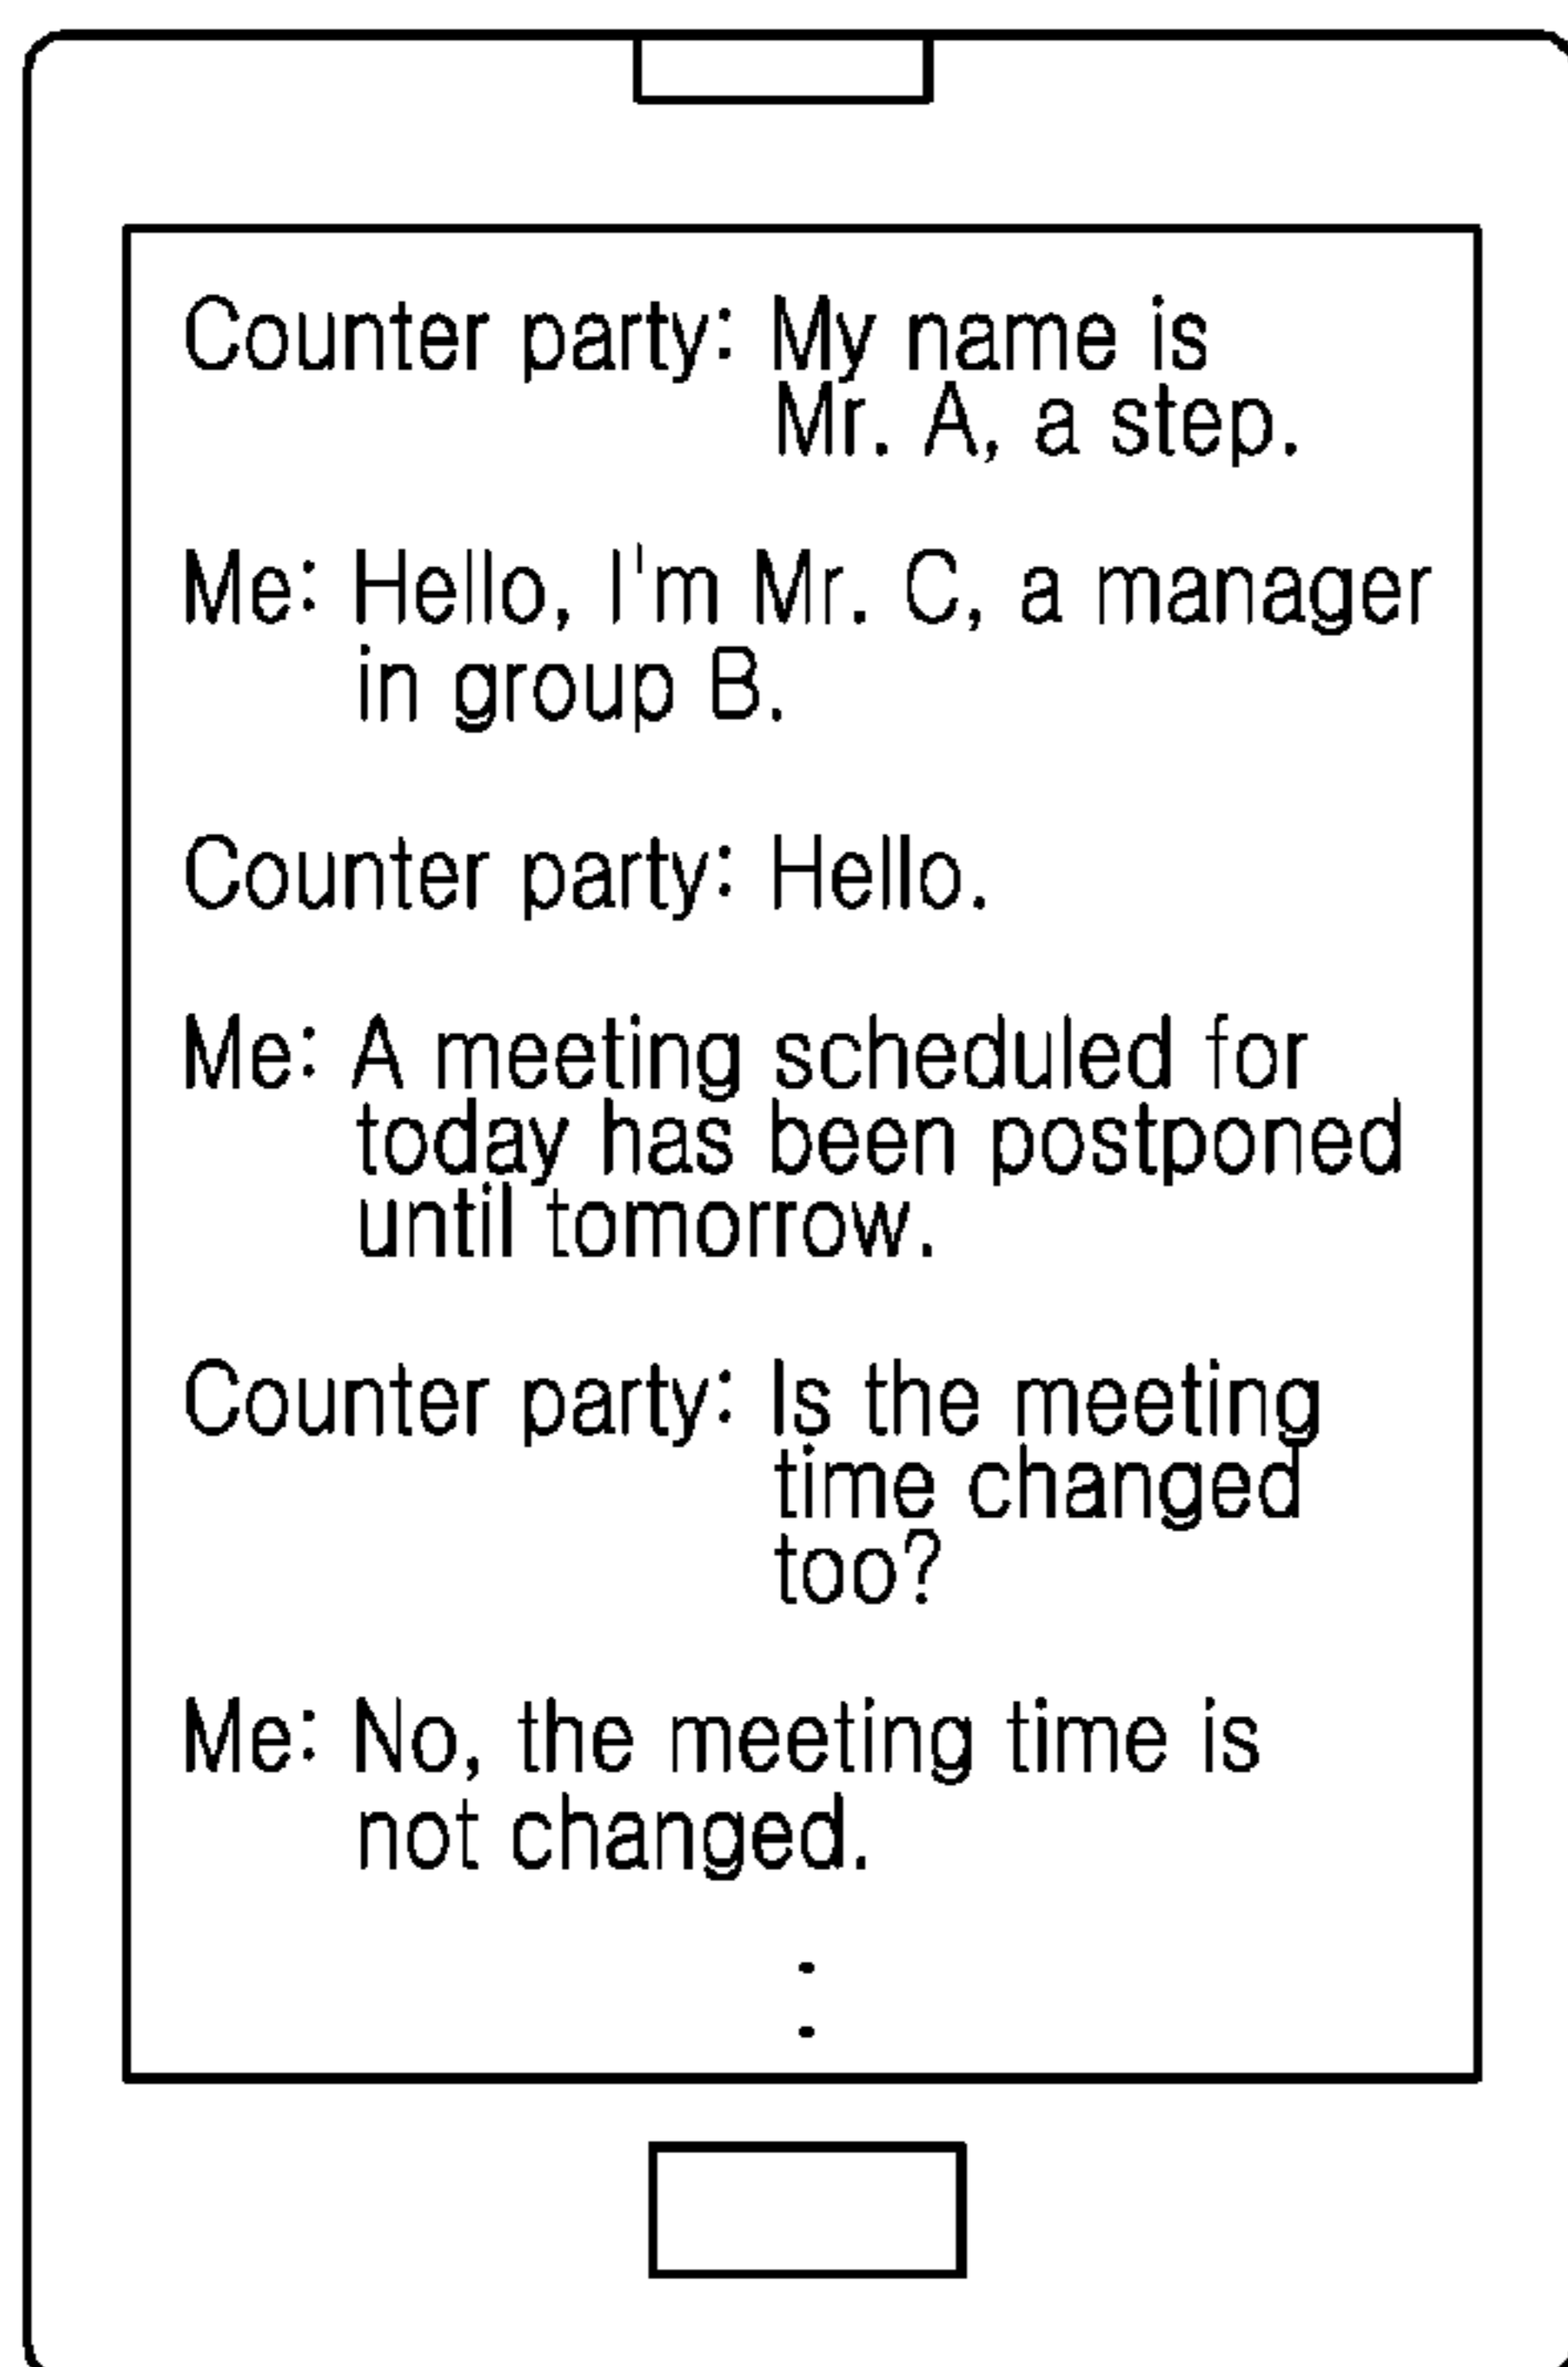 Counter party: My name is
Mr. A, a step.
Me: Hello, I'm Mr. C, a manager
in group B.
Counter party: Hello.
Me: A meeting scheduled for
today has been postponed
until tomorrow.
Counter party: Is the meeting
time changed
too?
Me: No, the meeting time is
not changed.
: